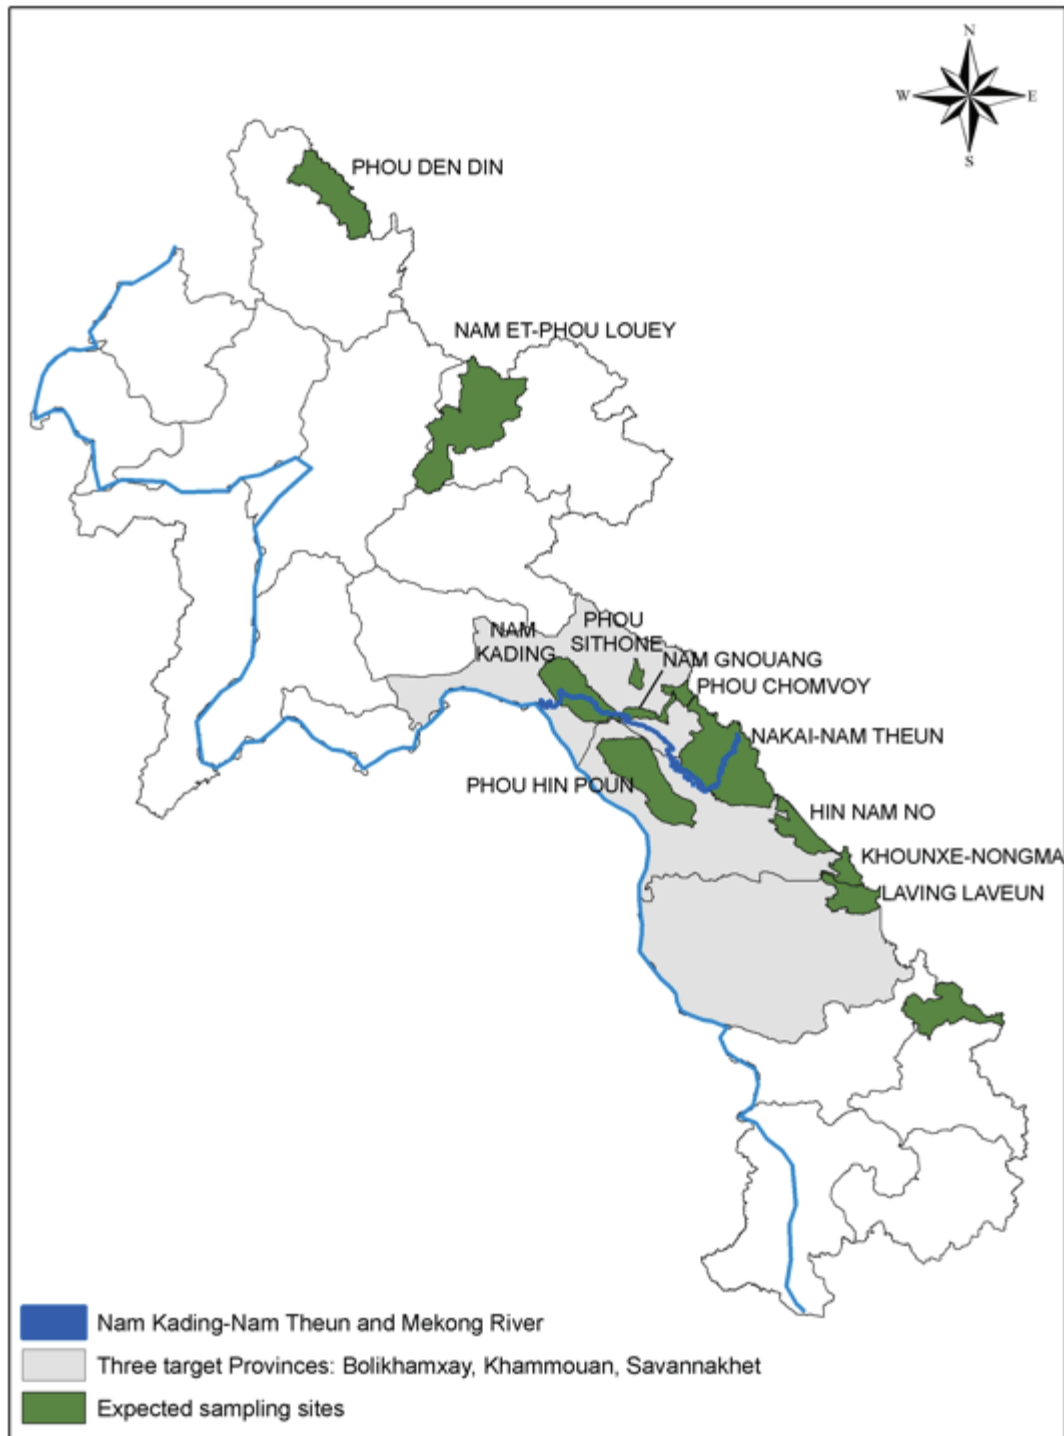 N
W
E
S
PHOU DEN DIN
NAM ET-PHOU LOUEY
PHOU
SITHONE
NAM
KADING
NAM GNOUANG
PHOU CHOMVOY
NAKAI-NAM THEUN
PHOU HIN POUN
HIN NAM NO
KHOUNXE-NONGMA
LAVING LAVEUN
Nam Kading-Nam Theun and Mekong River
Three target Provinces: Bolikhamxay, Khammouan, Savannakhet
Expected sampling sites